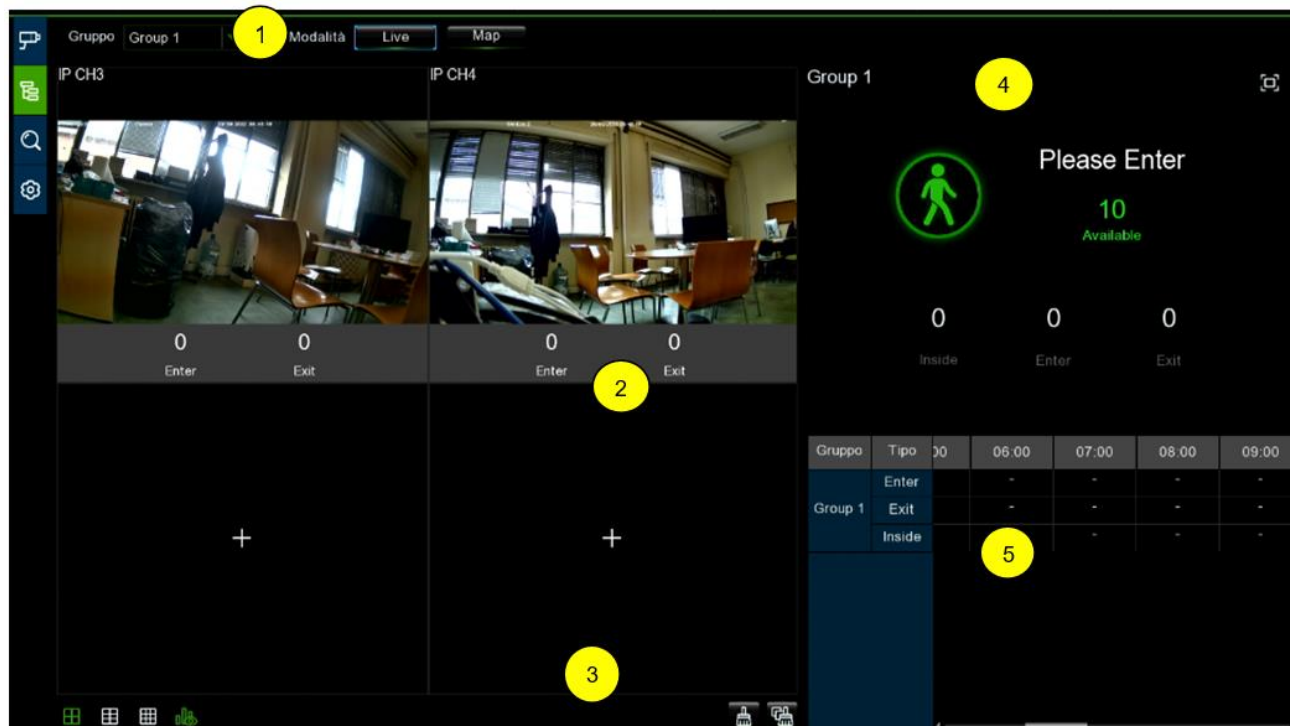 Gruppo Group 1 1 Modalità Live Map
IP CH3
IP CH4
0 0
Enter Exit
0 0
Enter Exit
2
+
+
3
Group 1
4
Please Enter
10
Available
0 0 0
Inside Enter Exit
Gruppo Tipo 00 06:00 07:00 08:00 09:00
Enter - - - -
Group 1 Exit - - - -
Inside - - -
5